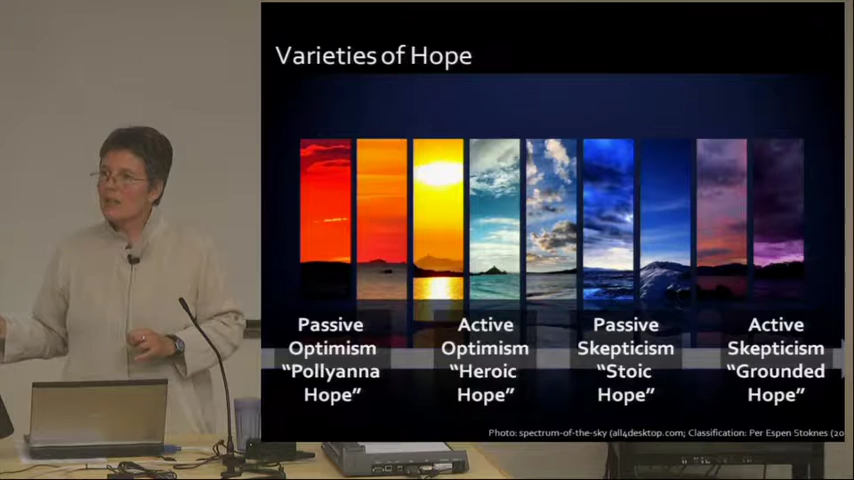 Varieties of Hope
Passive
Optimism
"Pollyanna
Hope"
Active
Optimism
"Heroic
Hope"
Passive
Skepticism
"Stoic
Hope"
Active
Skepticism
"Grounded
Hope"
Photo: spectrum-of-the-sky (all4desktop.com; Classification: Per Espen Stoknes (20